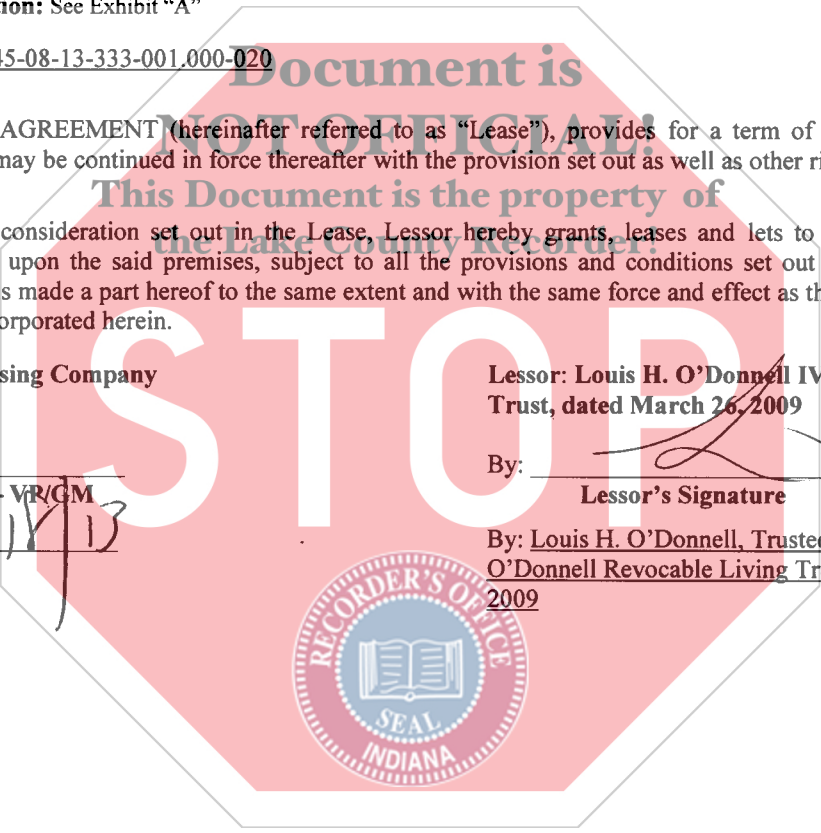 tion: See Exhibit “A”
45-08-13-333-001.000-020
Document is
NOT OFFICIAL!
This Document is the property of
the Lake County Recorder!
AGREEMENT (hereinafter referred to as “Lease”), provides for a term of
may be continued in force thereafter with the provision set out as well as other ri
consideration set out in the Lease, Lessor hereby grants, leases and lets to
upon the said premises, subject to all the provisions and conditions set out
s made a part hereof to the same extent and with the same force and effect as th
orporated herein.
STOP
sing Company
Lessor: Louis H. O’Donnell IV
Trust, dated March 26, 2009
By:
Lessor’s Signature
- VP/GM
18/13
By: Louis H. O’Donnell, Trustee
O’Donnell Revocable Living Tr
2009
RECORDER'S OFFICE
SEAL
INDIANA